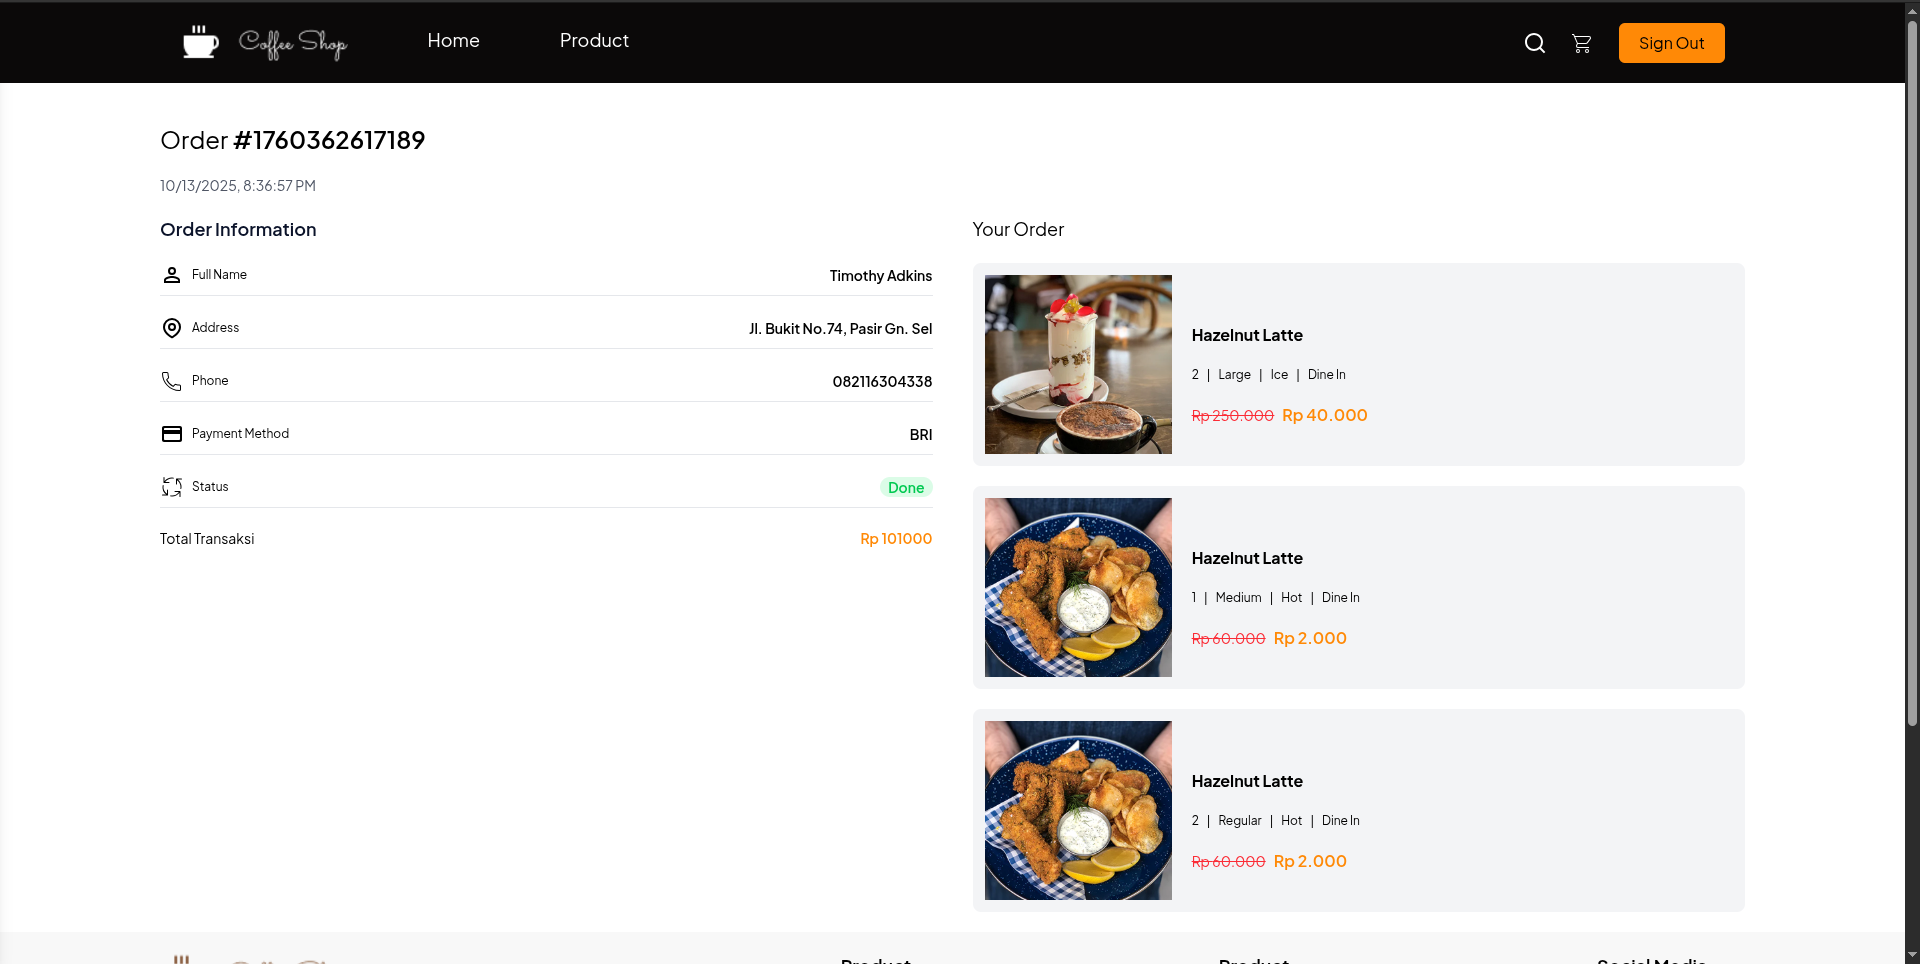 Coffee Shop
Home
Product
Sign Out
Order #1760362617189
10/13/2025, 8:36:57 PM
Order Information
Full Name
Timothy Adkins
Address
Jl. Bukit No.74, Pasir Gn. Sel
Phone
082116304338
Payment Method
BRI
Status
Done
Total Transaksi
Rp 101000
Your Order
Hazelnut Latte
2 | Large | Ice | Dine In
Rp 250.000 Rp 40.000
Hazelnut Latte
1 | Medium | Hot | Dine In
Rp 60.000 Rp 2.000
Hazelnut Latte
2 | Regular | Hot | Dine In
Rp 60.000 Rp 2.000
Product
Product
Social Media